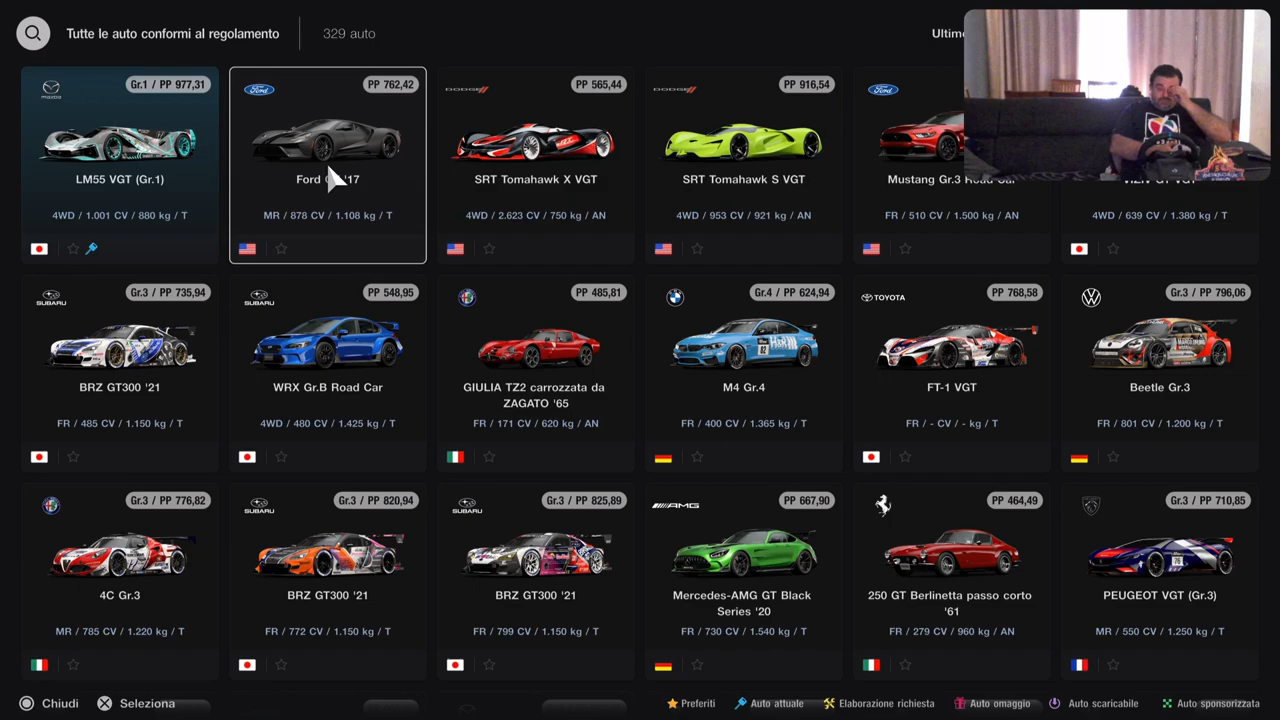 Tutte le auto conformi al regolamento
329 auto
Gr.1 / PP 977,31
mazda
LM55 VGT (Gr.1)
4WD / 1.001 CV / 880 kg / T
PP 762,42
Ford
'17
MR / 878 CV / 1.108 kg / T
PP 565,44
DODGE
SRT Tomahawk X VGT
4WD / 2.623 CV / 750 kg / AN
PP 916,54
DODGE
SRT Tomahawk S VGT
4WD / 953 CV / 921 kg / AN
Ford
Mustang Gr.3 Road Car
FR / 510 CV / 1.500 kg / AN
4WD / 639 CV / 1.380 kg / T
Gr.3 / PP 735,94
SUBARU
BRZ GT300 '21
FR / 485 CV / 1.150 kg / T
PP 548,95
SUBARU
WRX Gr.B Road Car
4WD / 480 CV / 1.425 kg / T
PP 485,81
GIULIA TZ2 carrozzata da
ZAGATO '65
FR / 171 CV / 620 kg / AN
Gr.4 / PP 624,94
M4 Gr.4
FR / 400 CV / 1.365 kg / T
PP 768,58
TOYOTA
FT-1 VGT
FR / - CV / - kg / T
Gr.3 / PP 796,06
Beetle Gr.3
FR / 801 CV / 1.200 kg / T
Gr.3 / PP 776,82
4C Gr.3
MR / 785 CV / 1.220 kg / T
Gr.3 / PP 820,94
SUBARU
BRZ GT300 '21
FR / 772 CV / 1.150 kg / T
Gr.3 / PP 825,89
SUBARU
BRZ GT300 '21
FR / 799 CV / 1.150 kg / T
PP 667,90
AMG
Mercedes-AMG GT Black
Series '20
FR / 730 CV / 1.540 kg / T
PP 464,49
250 GT Berlinetta passo corto
'61
FR / 279 CV / 960 kg / AN
Gr.3 / PP 710,85
PEUGEOT VGT (Gr.3)
MR / 550 CV / 1.250 kg / T
Chiudi
Seleziona
Preferiti
Auto attuale
Elaborazione richiesta
Auto omaggio
Auto scaricabile
Auto sponsorizzata